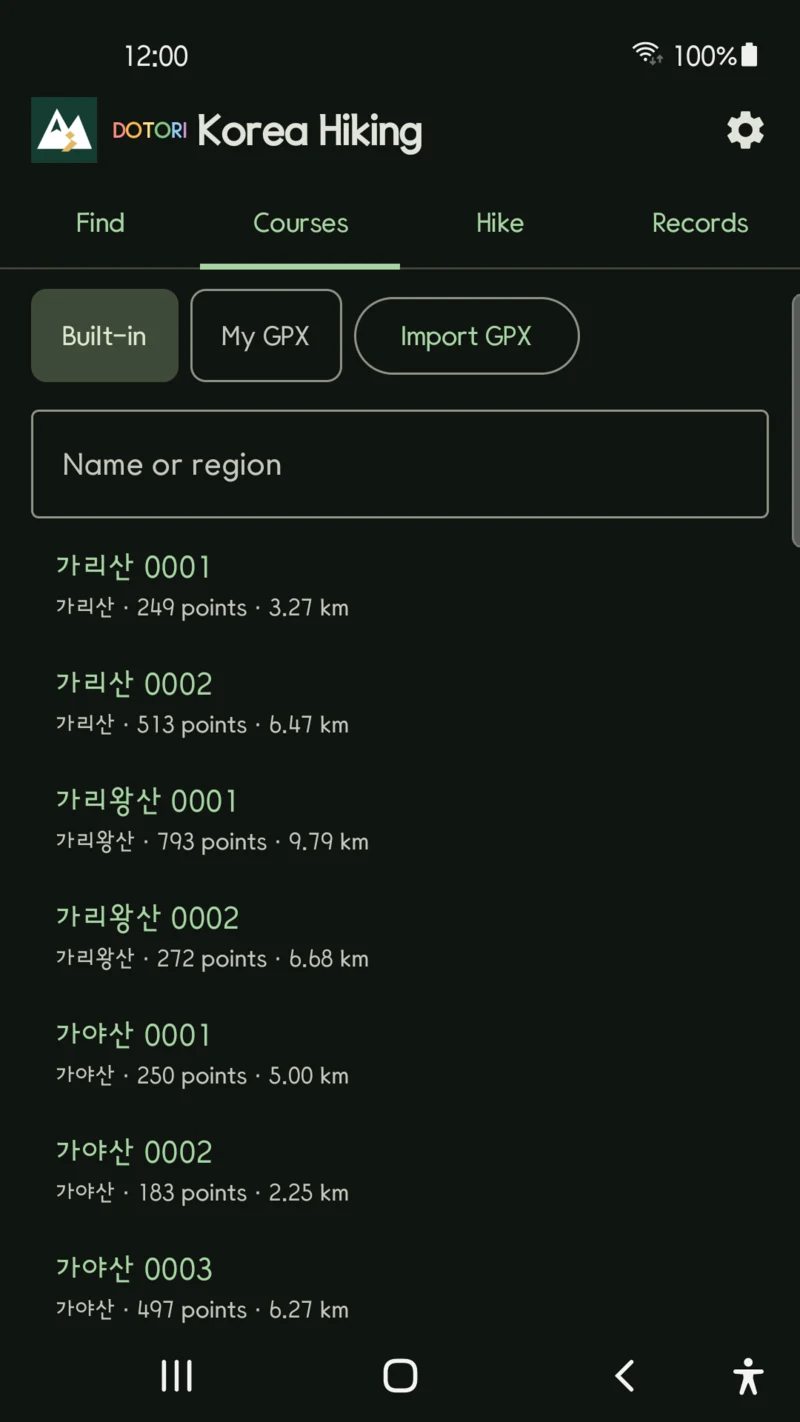 12:00 100%
DOTORI Korea Hiking
Find Courses Hike Records
Built-in My GPX Import GPX
Name or region
가리산 0001
가리산 · 249 points · 3.27 km
가리산 0002
가리산 · 513 points · 6.47 km
가리왕산 0001
가리왕산 · 793 points · 9.79 km
가리왕산 0002
가리왕산 · 272 points · 6.68 km
가야산 0001
가야산 · 250 points · 5.00 km
가야산 0002
가야산 · 183 points · 2.25 km
가야산 0003
가야산 · 497 points · 6.27 km